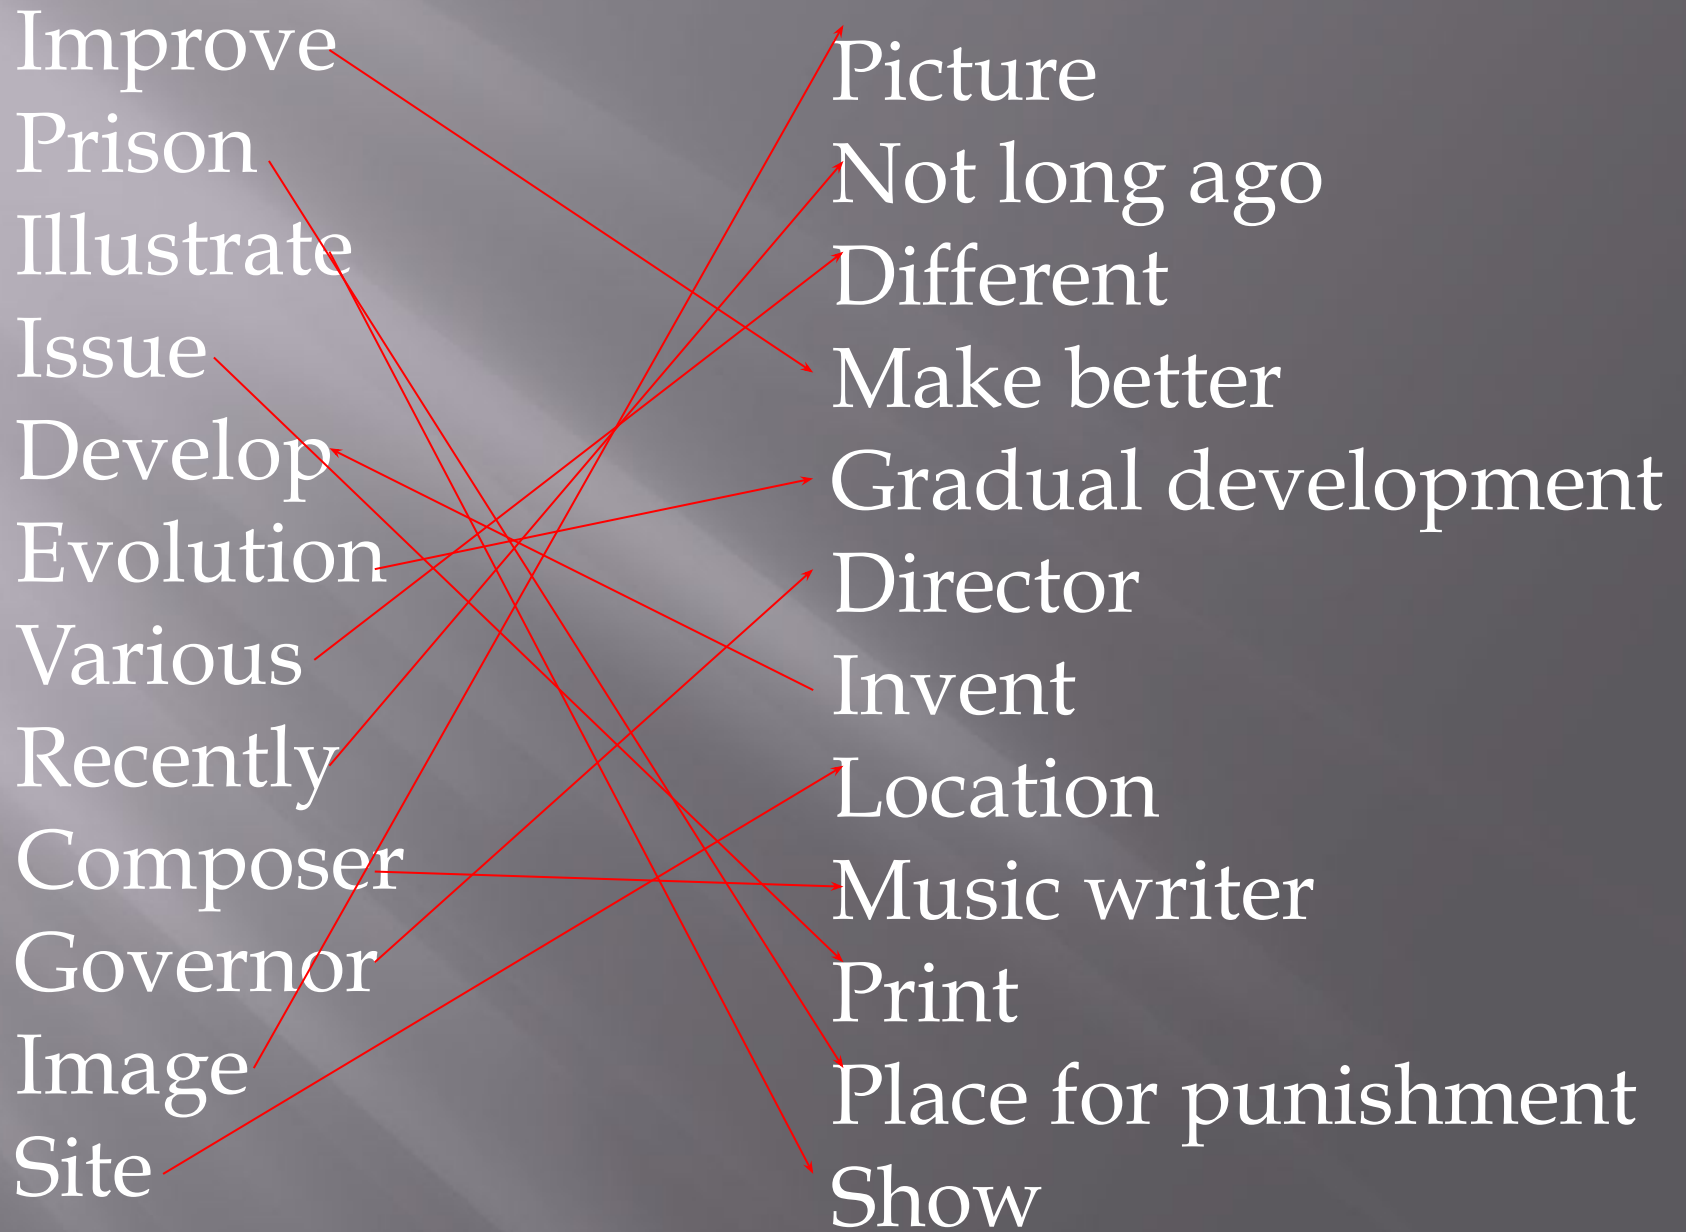 Improve
Prison
Illustrate
Issue
Develop
Evolution
Various
Recently
Composer
Governor
Image
Site
Picture
Not long ago
Different
Make better
Gradual development
Director
Invent
Location
Music writer
Print
Place for punishment
Show